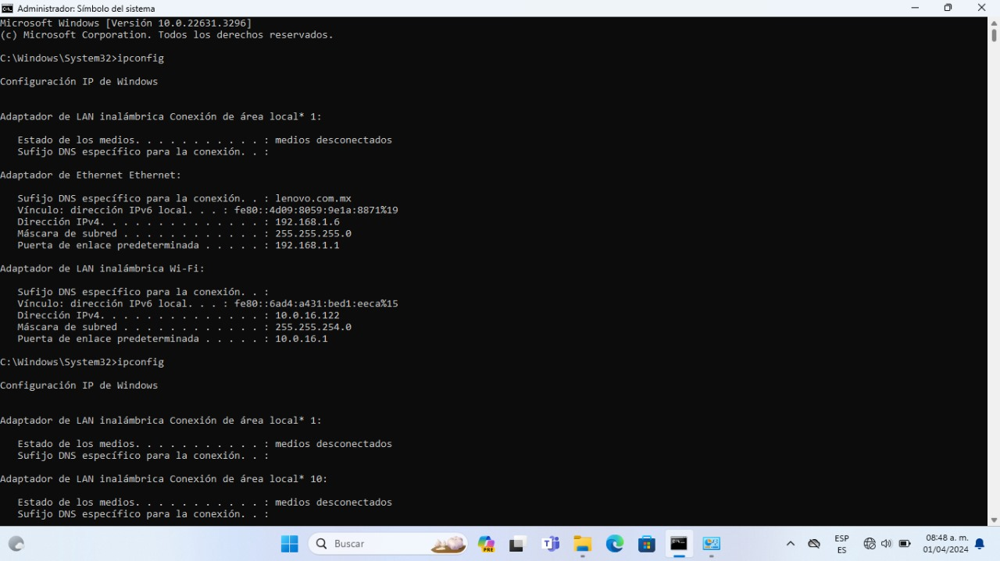 Administrador: Símbolo del sistema
Microsoft Windows [Versión 10.0.22631.3296]
(c) Microsoft Corporation. Todos los derechos reservados.
C:\Windows\System32>ipconfig
Configuración IP de Windows
Adaptador de LAN inalámbrica Conexión de área local* 1:
Estado de los medios. . . . . . . . . . . : medios desconectados
Sufijo DNS específico para la conexión. . :
Adaptador de Ethernet Ethernet:
Sufijo DNS específico para la conexión. . : lenovo.com.mx
Vínculo: dirección IPv6 local. . . : fe80::4d09:8059:9e1a:8871%19
Dirección IPv4. . . . . . . . . . . . . . : 192.168.1.6
Máscara de subred . . . . . . . . . . . . : 255.255.255.0
Puerta de enlace predeterminada . . . . . : 192.168.1.1
Adaptador de LAN inalámbrica Wi-Fi:
Sufijo DNS específico para la conexión. . :
Vínculo: dirección IPv6 local. . . : fe80::6ad4:a431:bed1:eeca%15
Dirección IPv4. . . . . . . . . . . . . . : 10.0.16.122
Máscara de subred . . . . . . . . . . . . : 255.255.254.0
Puerta de enlace predeterminada . . . . . : 10.0.16.1
C:\Windows\System32>ipconfig
Configuración IP de Windows
Adaptador de LAN inalámbrica Conexión de área local* 1:
Estado de los medios. . . . . . . . . . . : medios desconectados
Sufijo DNS específico para la conexión. . :
Adaptador de LAN inalámbrica Conexión de área local* 10:
Estado de los medios. . . . . . . . . . . : medios desconectados
Sufijo DNS específico para la conexión. . :
Buscar
PRE
ESP
ES
08:48 a. m.
01/04/2024